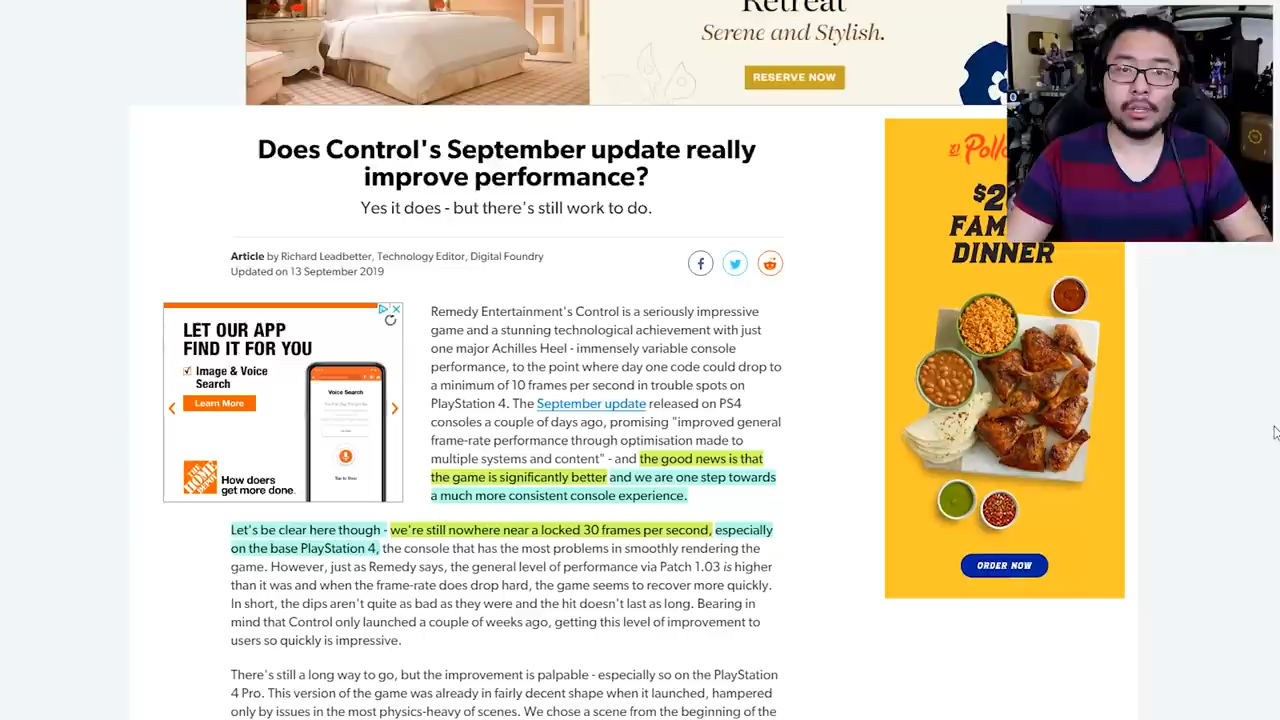 Retreat
Serene and Stylish.
RESERVE NOW
Does Control's September update really
improve performance?
Yes it does - but there's still work to do.
Article by Richard Leadbetter, Technology Editor, Digital Foundry
Updated on 13 September 2019
LET OUR APP
FIND IT FOR YOU
Image & Voice
Search
Learn More
Voice Search
Tap to Stop
THE HOME DEPOT
How doers
get more done.
Remedy Entertainment's Control is a seriously impressive
game and a stunning technological achievement with just
one major Achilles Heel - immensely variable console
performance, to the point where day one code could drop to
a minimum of 10 frames per second in trouble spots on
PlayStation 4. The September update released on PS4
consoles a couple of days ago, promising "improved general
frame-rate performance through optimisation made to
multiple systems and content" - and the good news is that
the game is significantly better and we are one step towards
a much more consistent console experience.
Let's be clear here though - we're still nowhere near a locked 30 frames per second, especially
on the base PlayStation 4, the console that has the most problems in smoothly rendering the
game. However, just as Remedy says, the general level of performance via Patch 1.03 is higher
than it was and when the frame-rate does drop hard, the game seems to recover more quickly.
In short, the dips aren't quite as bad as they were and the hit doesn't last as long. Bearing in
mind that Control only launched a couple of weeks ago, getting this level of improvement to
users so quickly is impressive.
There's still a long way to go, but the improvement is palpable - especially so on the PlayStation
4 Pro. This version of the game was already in fairly decent shape when it launched, hampered
only by issues in the most physics-heavy of scenes. We chose a scene from the beginning of the
El Poll
$2
FAM
DINNER
ORDER NOW